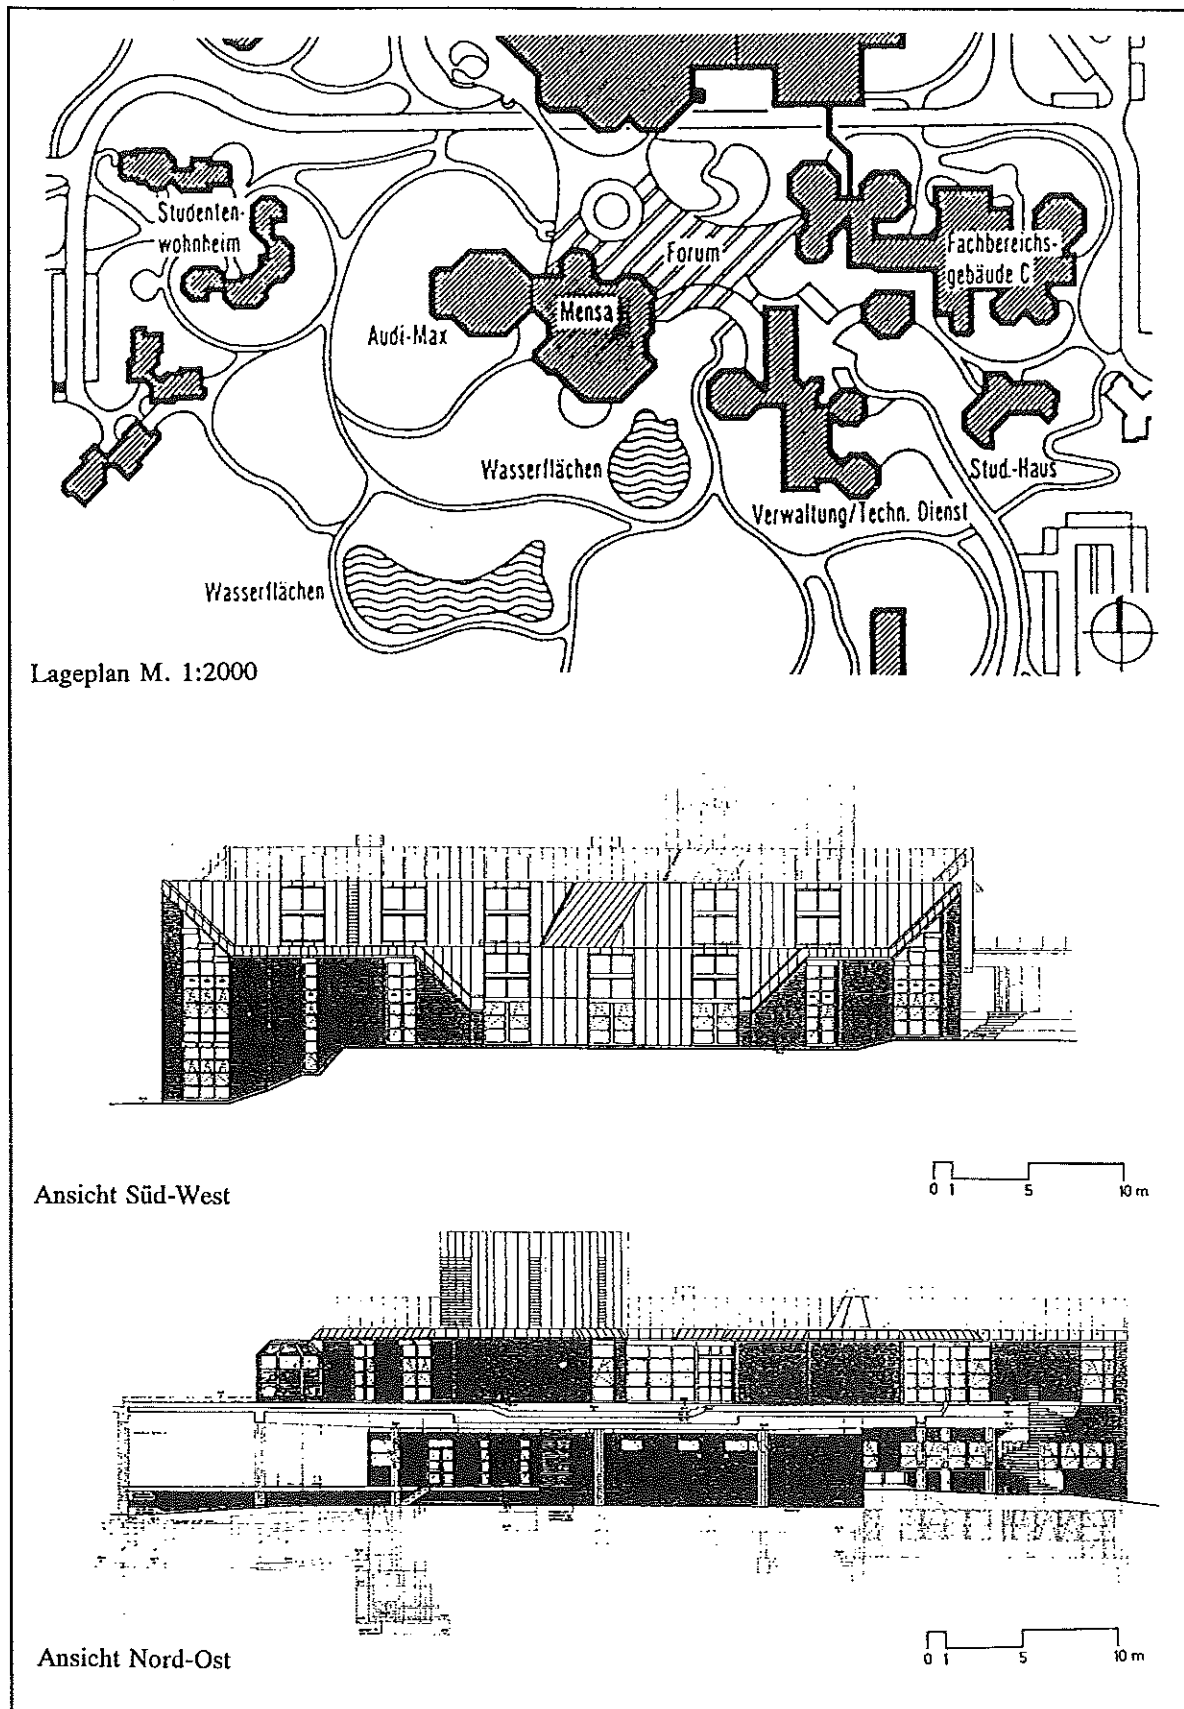 Studenten-
wohnheim
Audi-Max
Mensa
Forum
Fachbereichs-
gebäude C
Wasserflächen
Stud.-Haus
Verwaltung/Techn. Dienst
Wasserflächen
Lageplan M. 1:2000
0 1 5 10 m
Ansicht Süd-West
0 1 5 10 m
Ansicht Nord-Ost